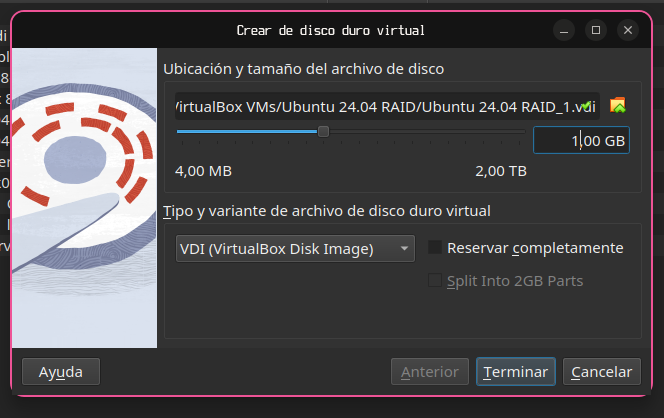 Crear de disco duro virtual
Ubicación y tamaño del archivo de disco
/irtualBox VMs/Ubuntu 24.04 RAID/Ubuntu 24.04 RAID_1.vdi
1,00 GB
4,00 MB 2,00 TB
Tipo y variante de archivo de disco duro virtual
VDI (VirtualBox Disk Image) Reservar completamente
Split Into 2GB Parts
Ayuda Anterior Terminar Cancelar